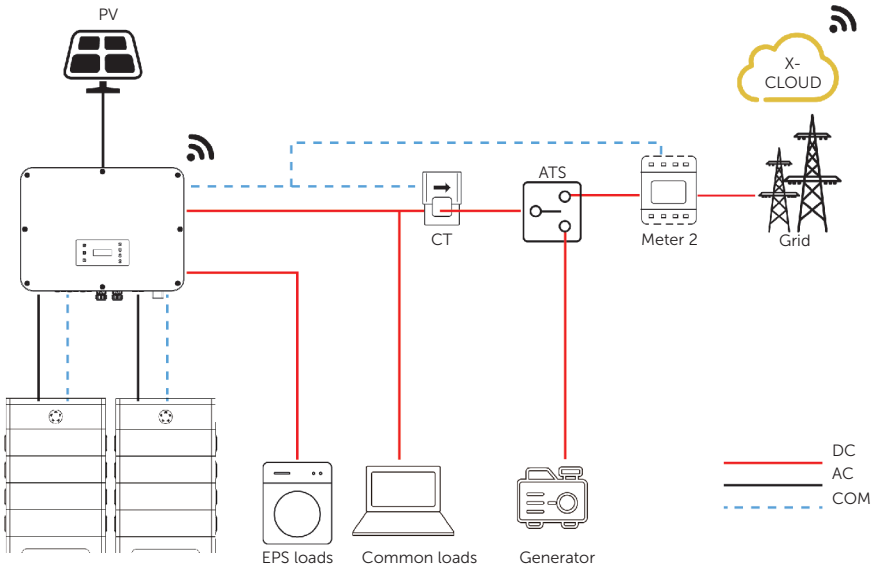 PV
X-
CLOUD
ATS
CT
Meter 2
Grid
DC
AC
COM
EPS loads
Common loads
Generator